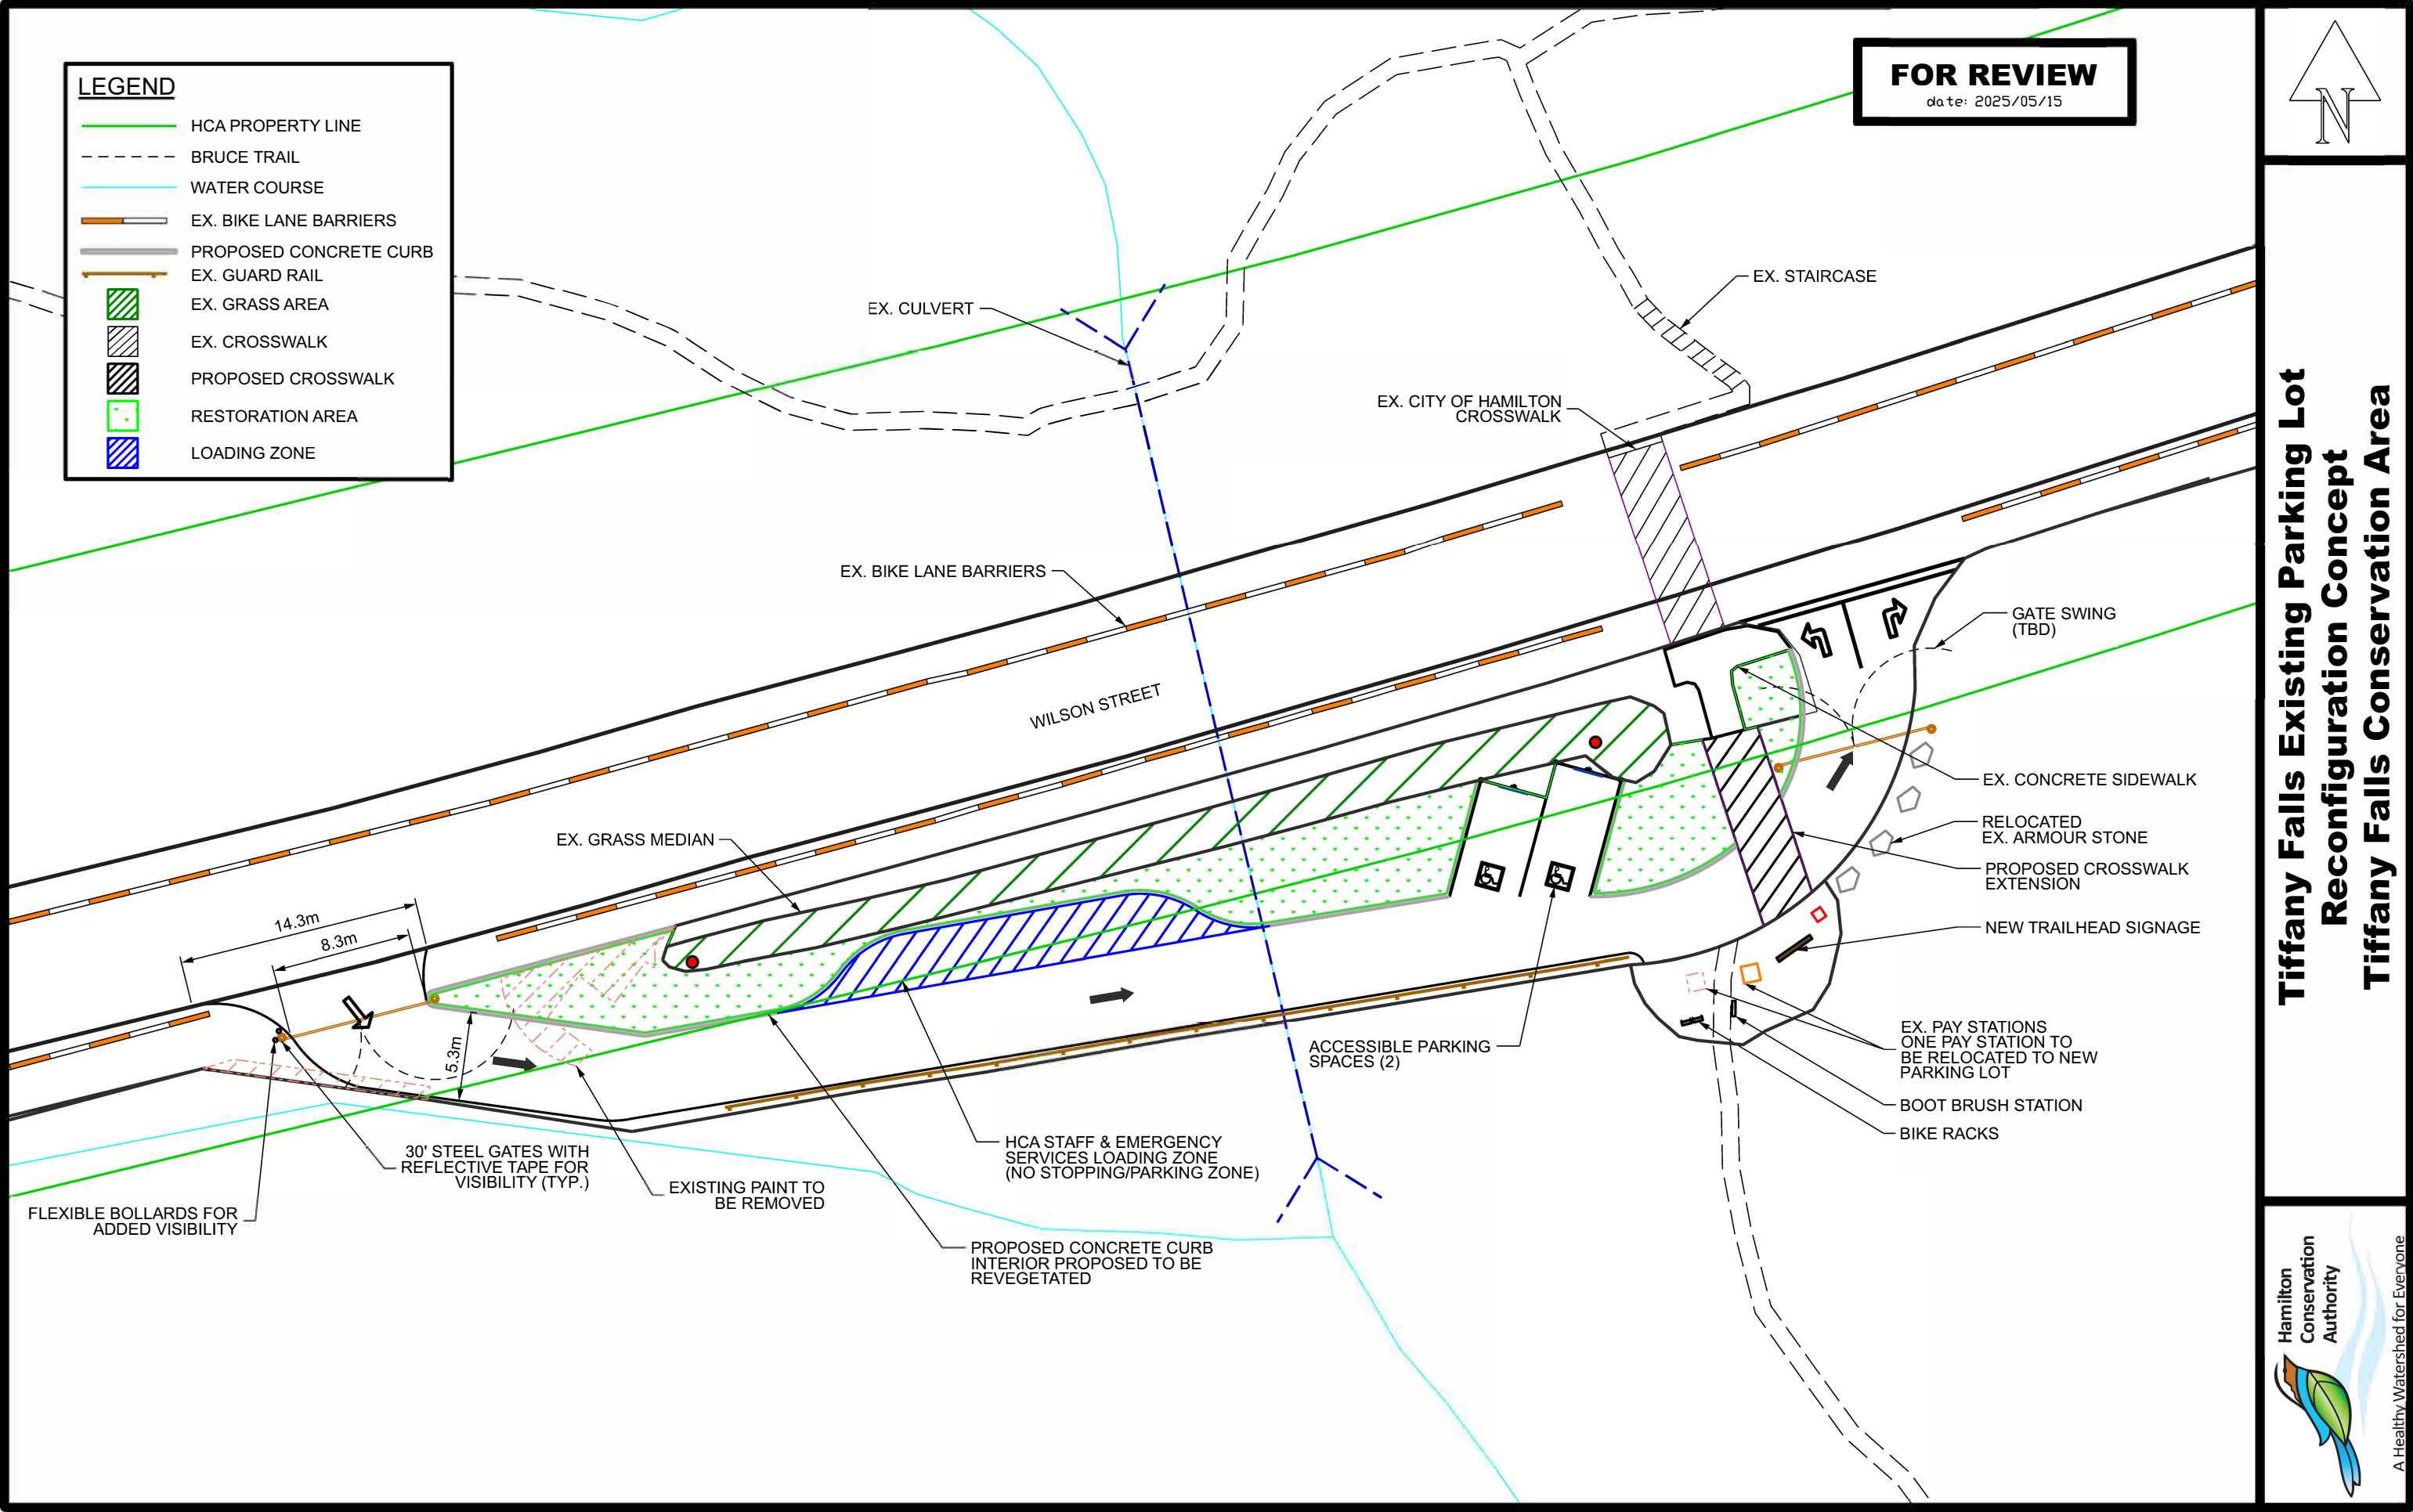 LEGEND
HCA PROPERTY LINE
BRUCE TRAIL
WATER COURSE
EX. BIKE LANE BARRIERS
PROPOSED CONCRETE CURB
EX. GUARD RAIL
EX. GRASS AREA
EX. CROSSWALK
PROPOSED CROSSWALK
RESTORATION AREA
LOADING ZONE
FOR REVIEW
date: 2025/05/15
N
EX. STAIRCASE
EX. CULVERT
EX. CITY OF HAMILTON
CROSSWALK
EX. BIKE LANE BARRIERS
GATE SWING
(TBD)
WILSON STREET
EX. CONCRETE SIDEWALK
RELOCATED
EX. ARMOUR STONE
EX. GRASS MEDIAN
PROPOSED CROSSWALK
EXTENSION
14.3m
8.3m
NEW TRAILHEAD SIGNAGE
5.3m
ACCESSIBLE PARKING
SPACES (2)
EX. PAY STATIONS
ONE PAY STATION TO
BE RELOCATED TO NEW
PARKING LOT
BOOT BRUSH STATION
BIKE RACKS
30' STEEL GATES WITH
REFLECTIVE TAPE FOR
VISIBILITY (TYP.)
HCA STAFF & EMERGENCY
SERVICES LOADING ZONE
(NO STOPPING/PARKING ZONE)
EXISTING PAINT TO
BE REMOVED
FLEXIBLE BOLLARDS FOR
ADDED VISIBILITY
PROPOSED CONCRETE CURB
INTERIOR PROPOSED TO BE
REVEGETATED
Tiffany Falls Existing Parking Lot
Reconfiguration Concept
Tiffany Falls Conservation Area
Hamilton
Conservation
Authority
A Healthy Watershed for Everyone